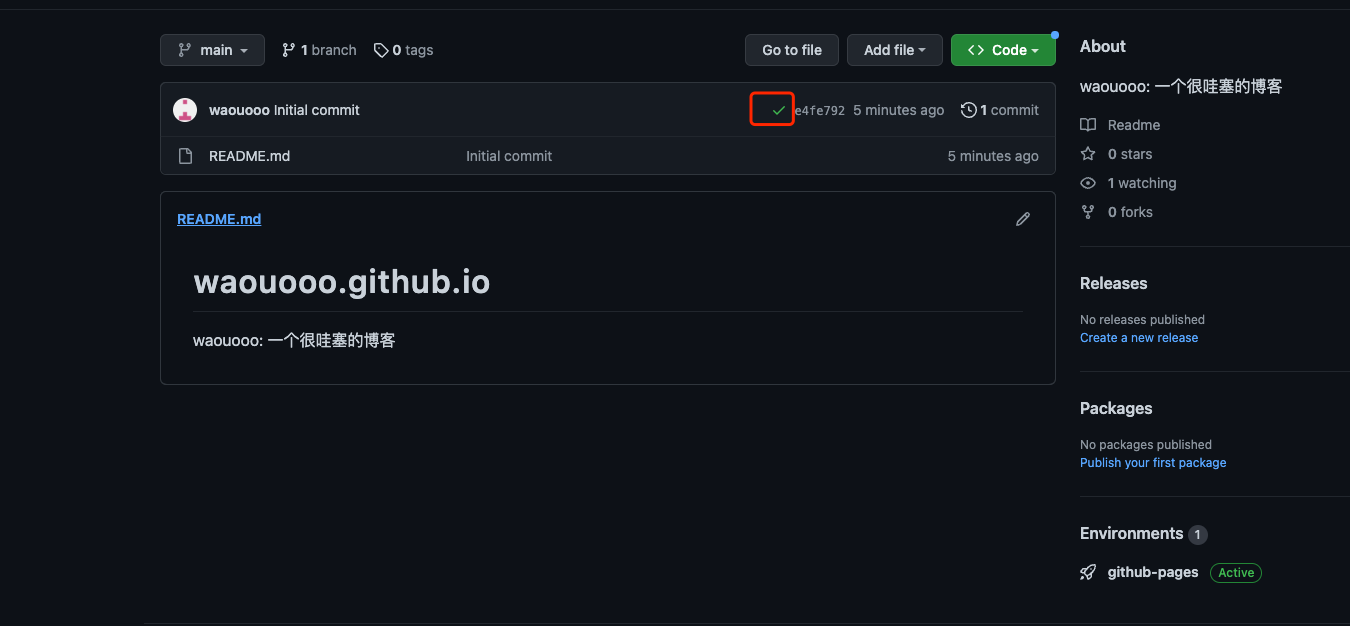 main 1 branch 0 tags Go to file Add file Code
waouooo Initial commit e4fe792 5 minutes ago 1 commit
README.md Initial commit 5 minutes ago
README.md
waouooo.github.io
waouooo: 一个很哇塞的博客
About
waouooo: 一个很哇塞的博客
Readme
0 stars
1 watching
0 forks
Releases
No releases published
Create a new release
Packages
No packages published
Publish your first package
Environments 1
github-pages Active